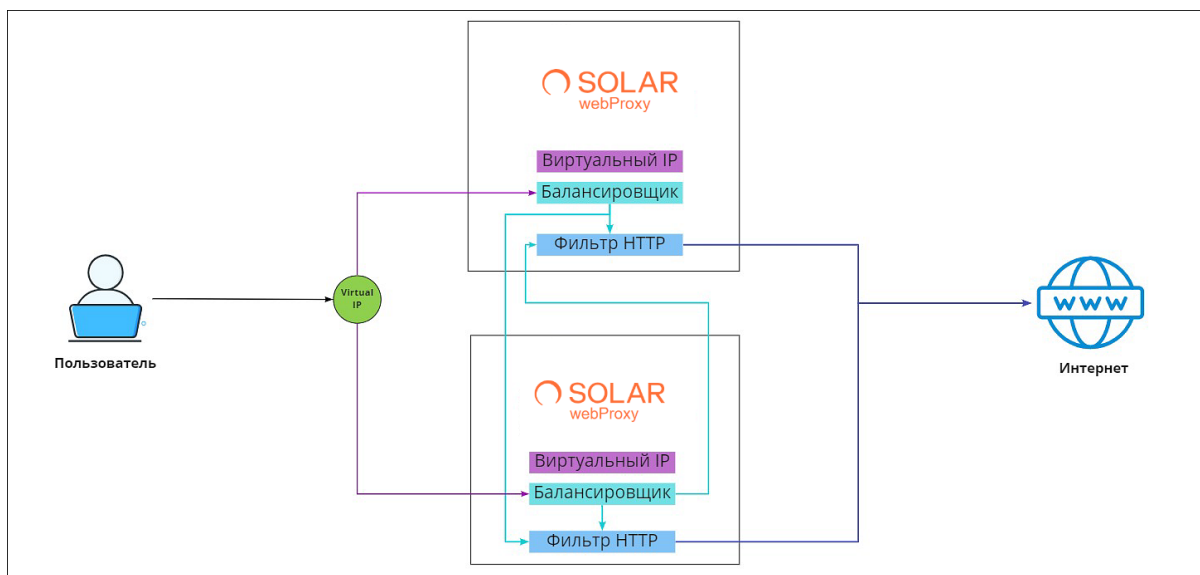 SOLAR
webProxy
Виртуальный IP
Балансировщик
Фильтр HTTP
Virtual
IP
Пользователь
WWW
Интернет
SOLAR
webProxy
Виртуальный IP
Балансировщик
Фильтр HTTP